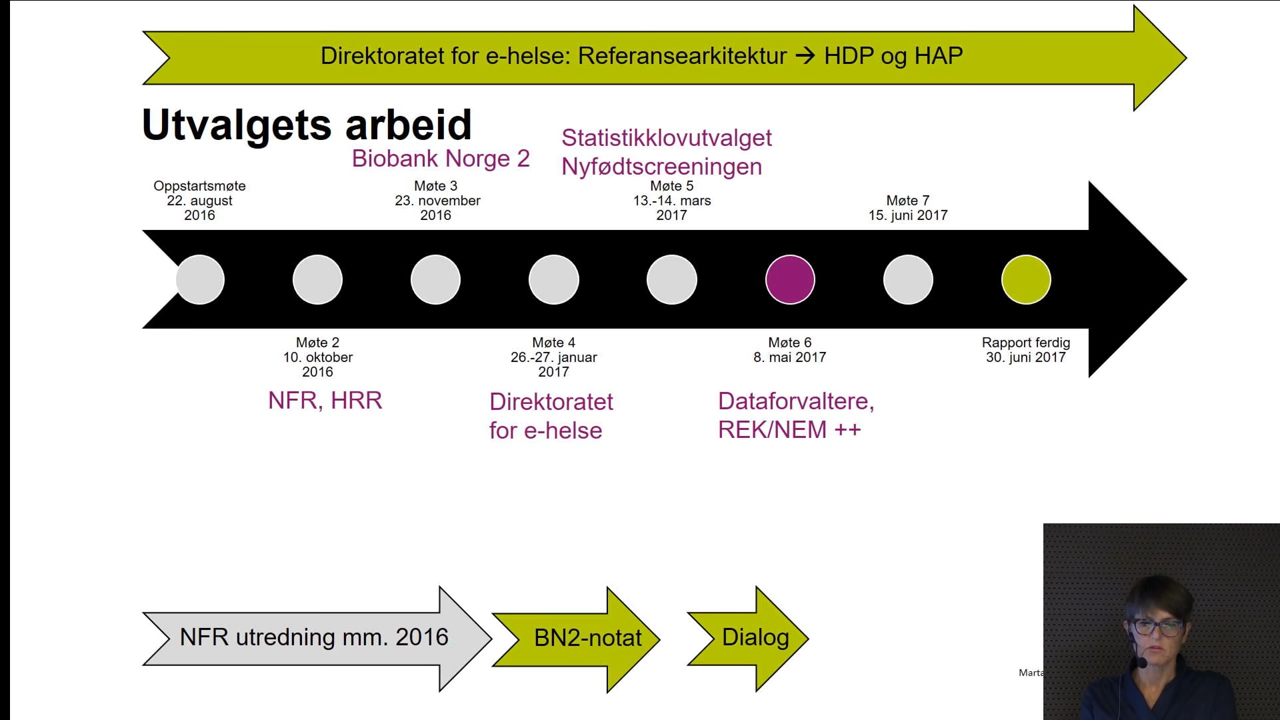 Direktoratet for e-helse: Referansearkitektur → HDP og HAP
Utvalgets arbeid
Biobank Norge 2
Statistikklovutvalget
Nyfødtscreeningen
Oppstartsmøte
22. august
2016
Møte 3
23. november
2016
Møte 5
13.-14. mars
2017
Møte 7
15. juni 2017
Møte 2
10. oktober
2016
Møte 4
26.-27. januar
2017
Møte 6
8. mai 2017
Rapport ferdig
30. juni 2017
NFR, HRR
Direktoratet
for e-helse
Dataforvaltere,
REK/NEM ++
NFR utredning mm. 2016
BN2-notat
Dialog